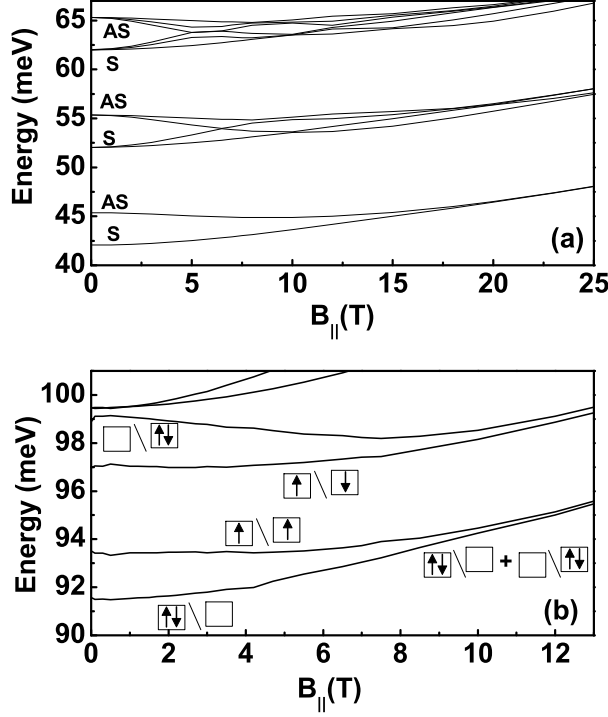 65
60
55
50
45
40
Energy (meV)
AS
S
AS
S
AS
S
(a)
0 5 10 15 20 25
B||(T)
100
98
96
94
92
90
Energy (meV)
\ ↑↓
↑ \ ↓
↑ \ ↑
↑↓ \ + \ ↑↓
↑↓ \
(b)
0 2 4 6 8 10 12
B||(T)